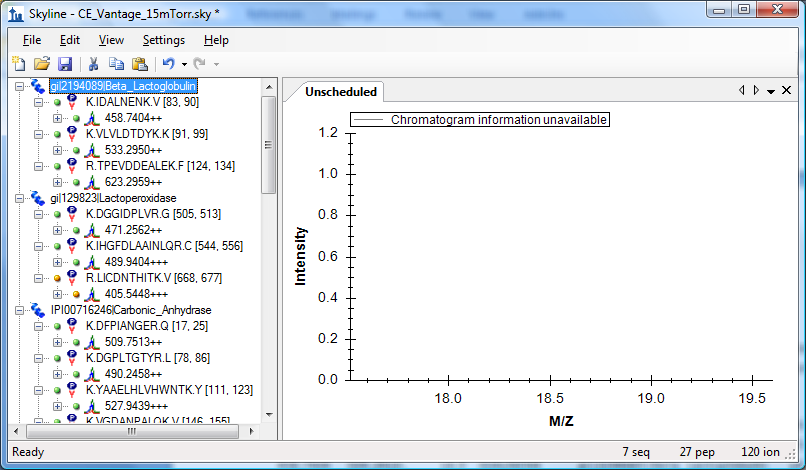 Skyline - CE_Vantage_15mTorr.sky *
File Edit View Settings Help
gi|2194089|Beta_Lactoglobulin
K.IDALNENK.V [83, 90]
458.7404++
K.VLVLDTDYK.K [91, 99]
533.2950++
R.TPEVDDEALEK.F [124, 134]
623.2959++
gi|129823|Lactoperoxidase
K.DGGIDPLVR.G [505, 513]
471.2562++
K.IHGFDLAAINLQR.C [544, 556]
489.9404+++
R.LICDNTHITK.V [668, 677]
405.5448+++
IPI00716246|Carbonic_Anhydrase
K.DFPIANGER.Q [17, 25]
509.7513++
K.DGPLTGTYR.L [78, 86]
490.2458++
K.YAAELHLVHWNTK.Y [111, 123]
527.9439+++
K.VGDANPALQK.V [146, 155]
Unscheduled
Chromatogram information unavailable
1.2
1.0
0.8
0.6
0.4
0.2
0.0
Intensity
18.0 18.5 19.0 19.5
M/Z
Ready 7 seq 27 pep 120 ion